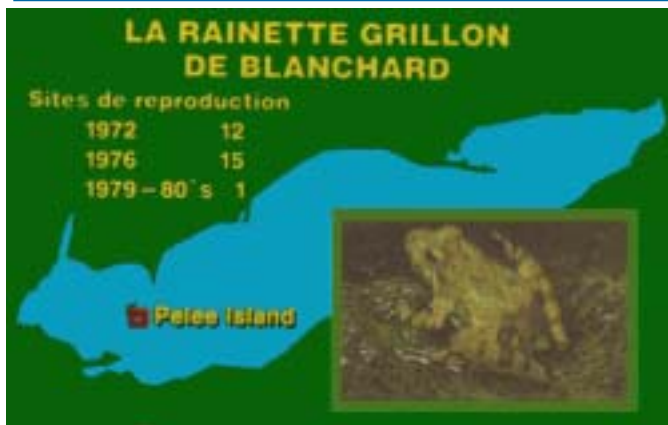 LA RAINETTE GRILLON
DE BLANCHARD
Sites de reproduction
1972 12
1976 15
1979-80`s 1
Pelee Island